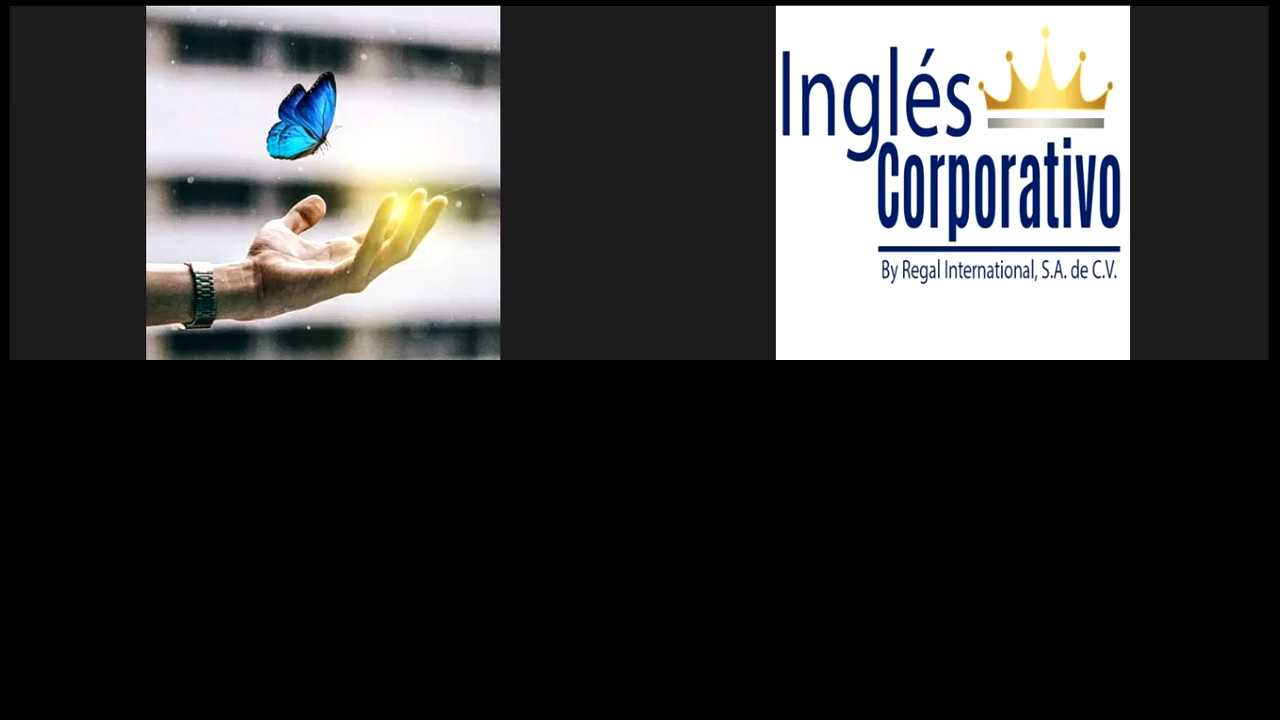 Inglés
Corporativo
By Regal International, S.A. de C.V.